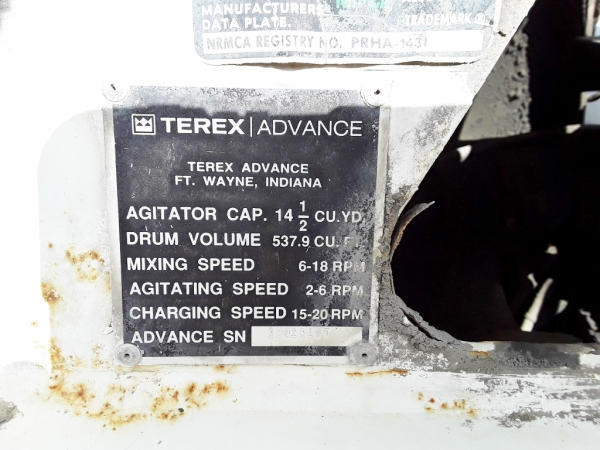 MANUFACTURERS
DATA PLATE.
TRADEMARK ®
NRMCA REGISTRY NO. PRHA-1431
TEREX | ADVANCE
TEREX ADVANCE
FT. WAYNE, INDIANA
AGITATOR CAP. 14 1/2 CU.YD.
DRUM VOLUME 537.9 CU.
MIXING SPEED 6-18 RPM
AGITATING SPEED 2-6 RPM
CHARGING SPEED 15-20 RPM
ADVANCE SN